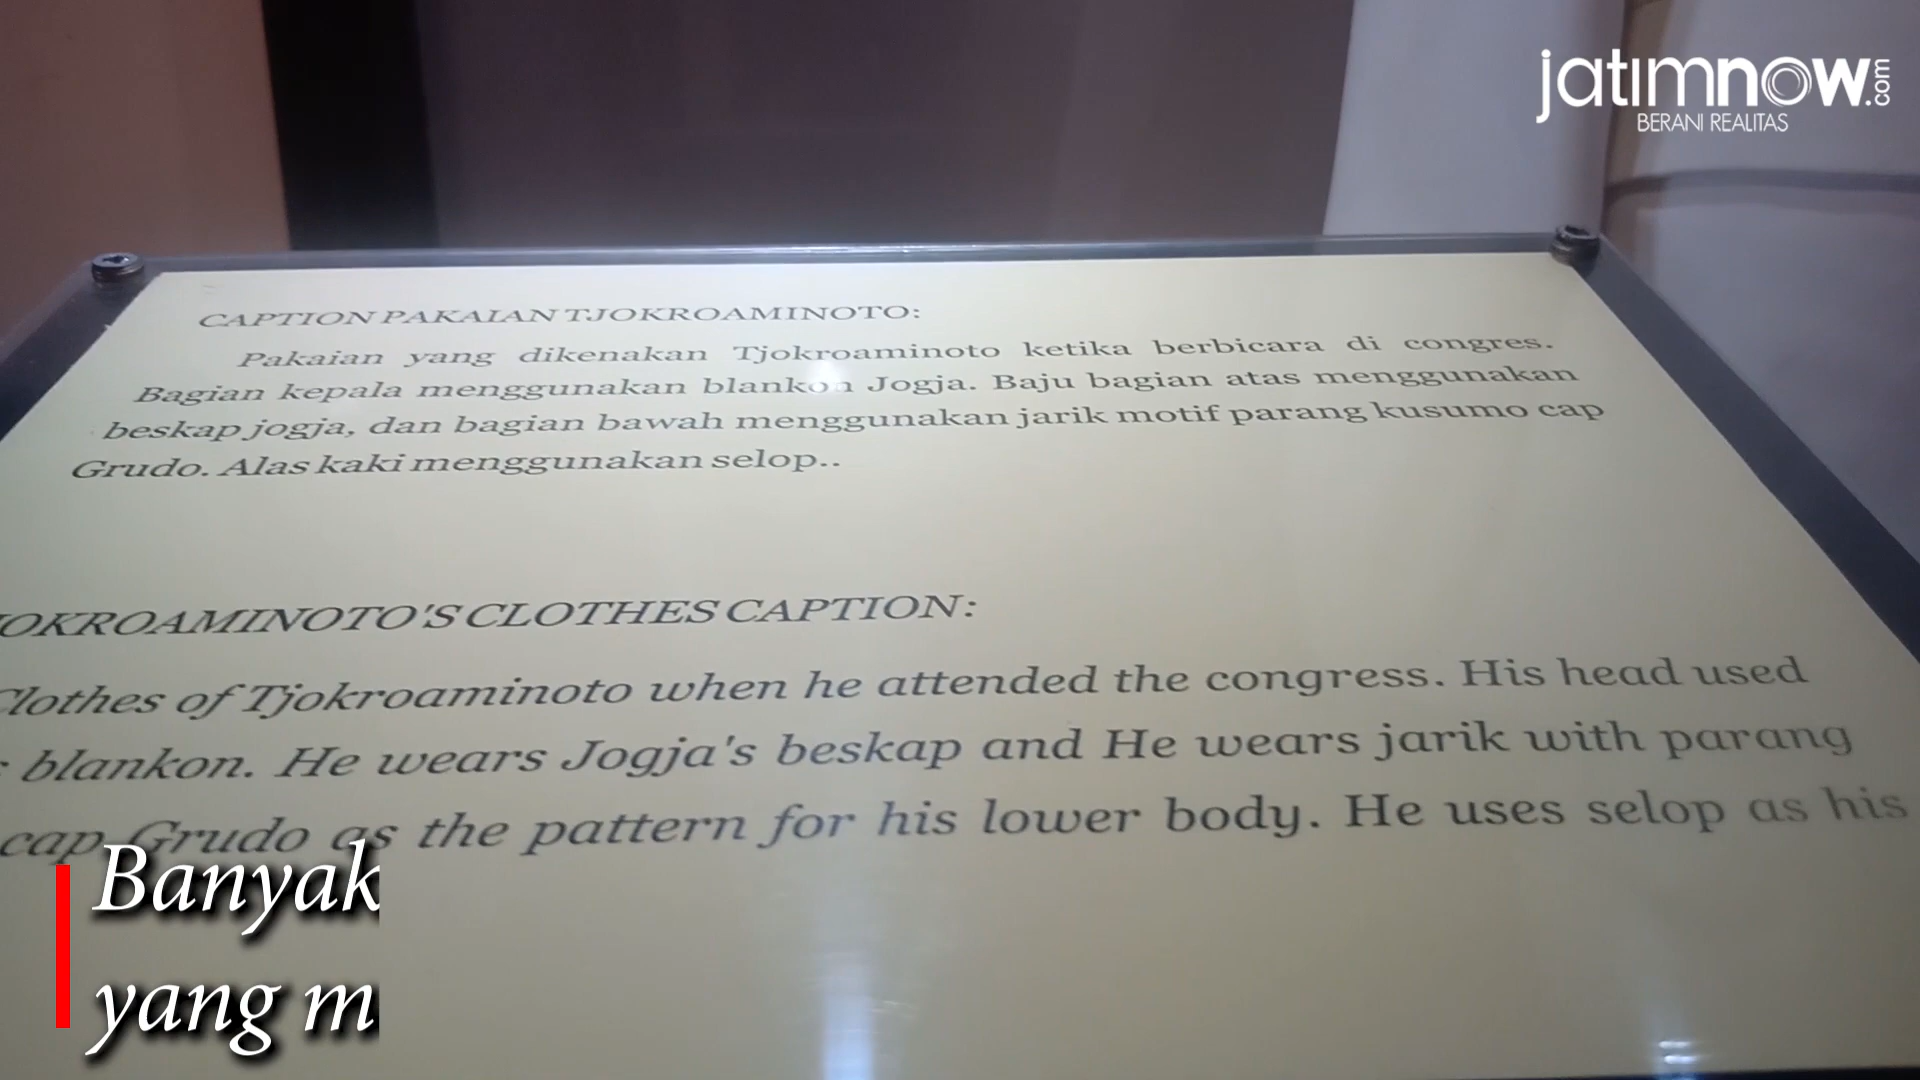 jatimnow.com
BERANI REALITAS
CAPTION PAKAIAN TJOKROAMINOTO:
Pakaian yang dikenakan Tjokroaminoto ketika berbicara di congres.
Bagian kepala menggunakan blankon Jogja. Baju bagian atas menggunakan
beskap jogja, dan bagian bawah menggunakan jarik motif parang kusumo cap
Grudo. Alas kaki menggunakan selop..
OKROAMINOTO'S CLOTHES CAPTION:
Clothes of Tjokroaminoto when he attended the congress. His head used
blankon. He wears Jogja's beskap and He wears jarik with parang
cap Grudo as the pattern for his lower body. He uses selop as his
Banyak
yang m